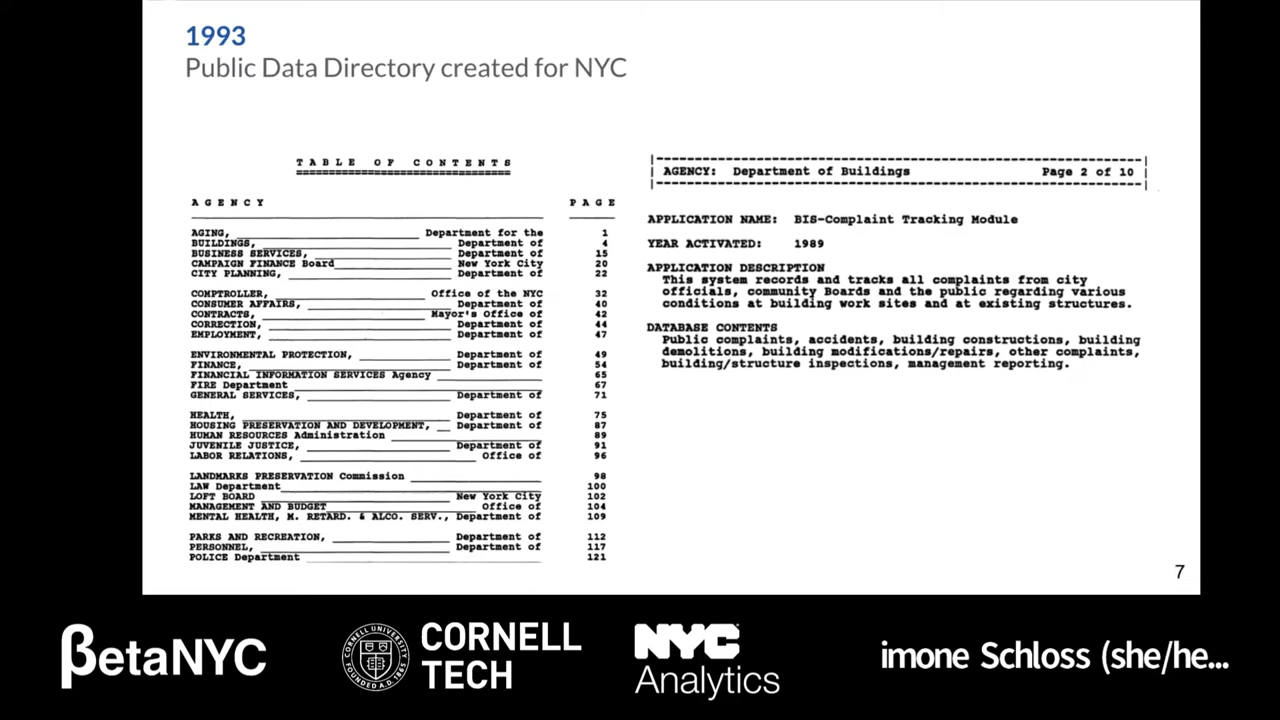 1993
Public Data Directory created for NYC
TABLE OF CONTENTS
AGENCY PAGE
AGING, Department for the 1
BUILDINGS, Department of 4
BUSINESS SERVICES, Department of 15
CAMPAIGN FINANCE Board New York City 20
CITY PLANNING, Department of 22
COMPTROLLER, Office of the NYC 32
CONSUMER AFFAIRS, Department of 40
CONTRACTS, Mayor's Office of 42
CORRECTION, Department of 44
EMPLOYMENT, Department of 47
ENVIRONMENTAL PROTECTION, Department of 49
FINANCE, Department of 54
FINANCIAL INFORMATION SERVICES Agency 65
FIRE Department 67
GENERAL SERVICES, Department of 71
HEALTH, Department of 75
HOUSING PRESERVATION AND DEVELOPMENT, Department of 87
HUMAN RESOURCES Administration 89
JUVENILE JUSTICE, Department of 91
LABOR RELATIONS, Office of 96
LANDMARKS PRESERVATION Commission 98
LAW Department 100
LOFT BOARD New York City 102
MANAGEMENT AND BUDGET Office of 104
MENTAL HEALTH, M. RETARD. & ALCO. SERV., Department of 109
PARKS AND RECREATION, Department of 112
PERSONNEL, Department of 117
POLICE Department 121
AGENCY: Department of Buildings Page 2 of 10
APPLICATION NAME: BIS-Complaint Tracking Module
YEAR ACTIVATED: 1989
APPLICATION DESCRIPTION
This system records and tracks all complaints from city
officials, community Boards and the public regarding various
conditions at building work sites and at existing structures.
DATABASE CONTENTS
Public complaints, accidents, building constructions, building
demolitions, building modifications/repairs, other complaints,
building/structure inspections, management reporting.
7
βetaNYC
CORNELL UNIVERSITY
FOUNDED A.D. 1865
CORNELL
TECH
NYC
Analytics
imone Schloss (she/he...